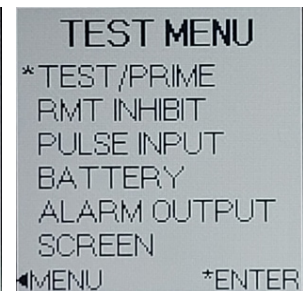 TEST MENU
*TEST/PRIME
RMT INHIBIT
PULSE INPUT
BATTERY
ALARM OUTPUT
SCREEN
◀MENU *ENTER